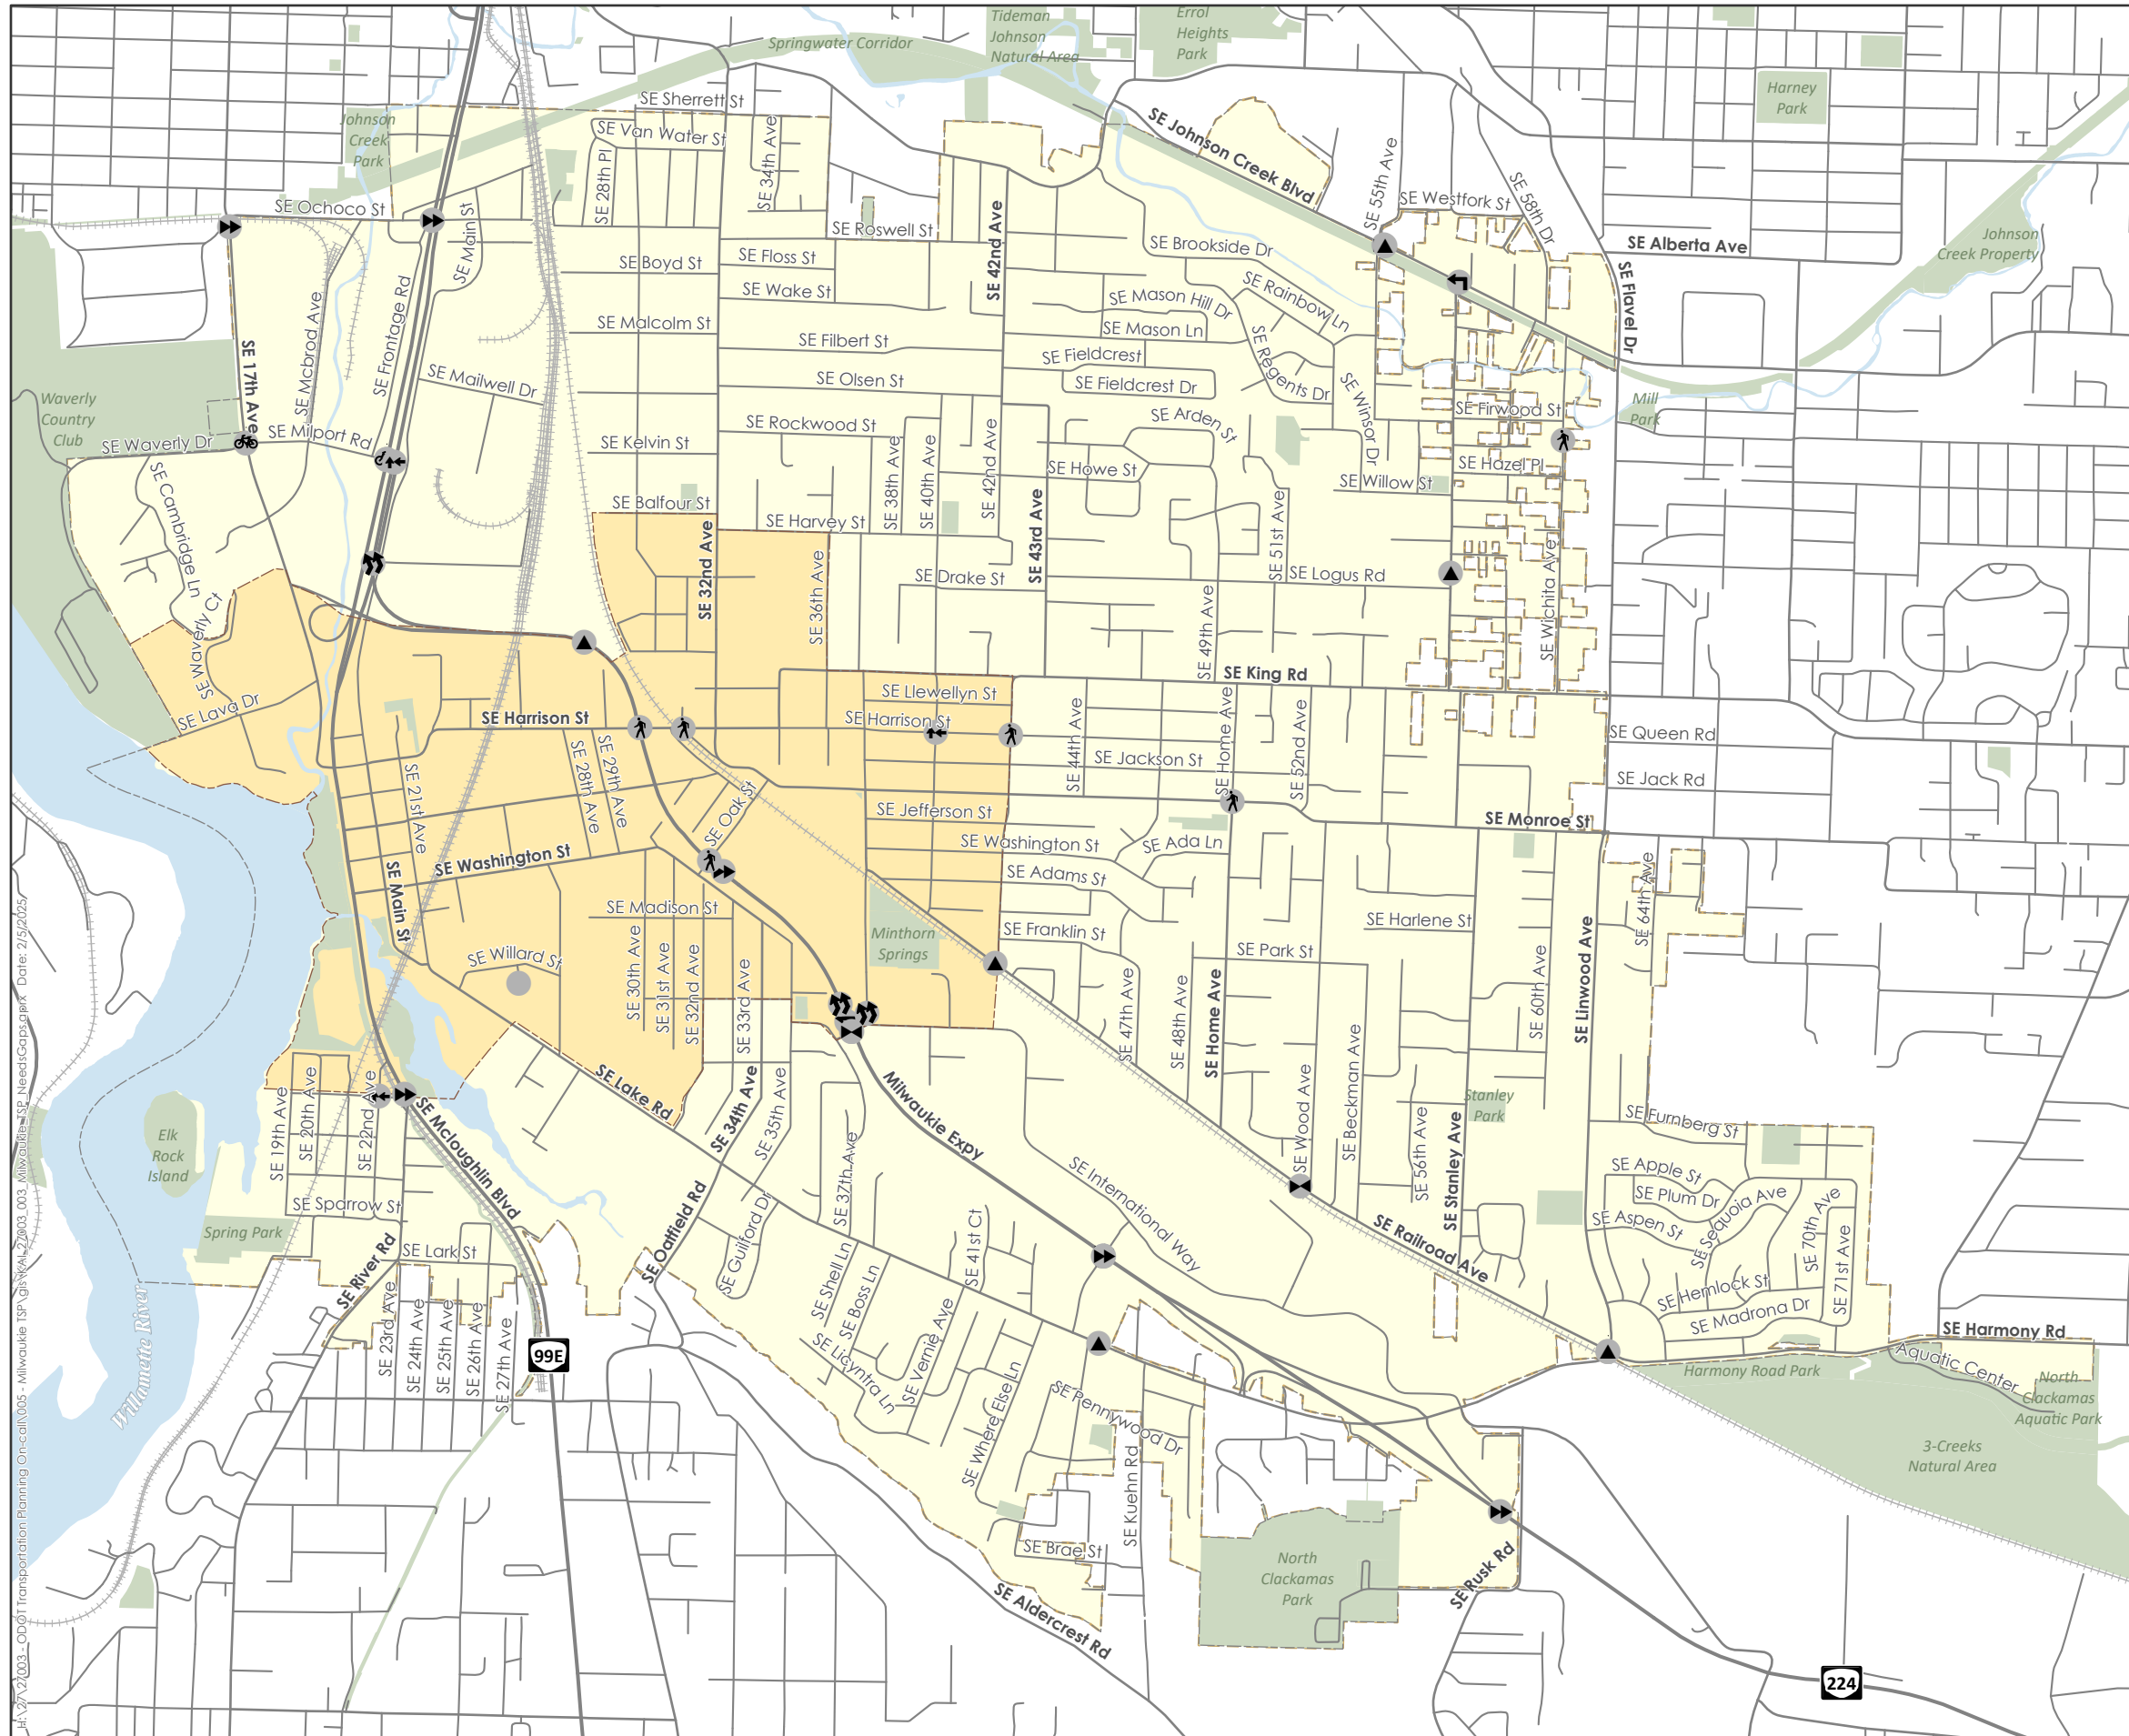 Tideman
Johnson
Natural Area
Errol
Heights
Park
Springwater Corridor
Harney
Park
Johnson
Creek
Park
SE Sherrett St
SE Van Water St
SE 34th Ave
SE 28th Pl
SE Johnson Creek Blvd
SE 55th Ave
SE Westfork St
SE 58th Dr
SE Ochoco St
SE Main St
SE Roswell St
SE 42nd Ave
SE Brookside Dr
SE Alberta Ave
Johnson
Creek Property
SE Boyd St
SE Floss St
SE Flavel Dr
SE Wake St
SE Mason Hill Dr
SE Rainbow Ln
SE Mcbrod Ave
SE Frontage Rd
SE Malcolm St
SE Filbert St
SE Mason Ln
SE 17th Ave
SE Fieldcrest
SE Regents Dr
SE Mailwell Dr
SE Olsen St
SE Fieldcrest Dr
SE Winsor Dr
Waverly
Country
Club
SE Firwood St
Mill
Park
SE Rockwood St
SE Arden St
SE Waverly Dr
SE Milport Rd
SE Kelvin St
SE 38th Ave
SE 40th Ave
SE 42nd Ave
SE Howe St
SE Hazel Pl
SE Willow St
SE Cambridge Ln
SE Balfour St
SE Harvey St
SE 32nd Ave
SE 43rd Ave
SE 51st Ave
SE 36th Ave
SE Drake St
SE Logus Rd
SE Wichita Ave
SE Waverly Ct
SE 49th Ave
SE King Rd
SE Llewellyn St
SE Lava Dr
SE Harrison St
SE Harrison St
SE 44th Ave
SE Home Ave
SE 52nd Ave
SE Queen Rd
SE 28th Ave
SE 29th Ave
SE Jackson St
SE Jack Rd
SE 21st Ave
SE Oak St
SE Jefferson St
SE Monroe St
SE Washington St
SE Washington St
SE Ada Ln
SE Main St
SE Adams St
SE 64th Ave
SE Madison St
Minthorn
Springs
SE Franklin St
SE Harlene St
SE Willard St
SE Park St
SE 30th Ave
SE 31st Ave
SE 32nd Ave
SE 33rd Ave
SE 47th Ave
SE 48th Ave
SE Home Ave
SE 60th Ave
SE Linwood Ave
SE Lake Rd
SE 34th Ave
SE 35th Ave
Milwaukie Expy
SE Wood Ave
SE Beckman Ave
SE 56th Ave
SE Stanley Ave
Stanley
Park
SE Furnberg St
SE 19th Ave
SE 20th Ave
SE 22nd Ave
SE Mcloughlin Blvd
Elk
Rock
Island
SE 37th Ave
SE International Way
SE Apple St
SE Plum Dr
SE Sequoia Ave
SE 70th Ave
SE Aspen St
SE Sparrow St
Spring Park
SE Lark St
SE River Rd
SE Oatfield Rd
SE Guilford Dr
SE Shell Ln
SE Boss Ln
SE 41st Ct
SE Railroad Ave
SE 71st Ave
SE Hemlock St
SE Madrona Dr
SE Harmony Rd
SE 23rd Ave
SE 24th Ave
SE 25th Ave
SE 26th Ave
SE 27th Ave
99E
SE Licyntra Ln
SE Vernie Ave
SE Where Else Ln
SE Pennywood Dr
Harmony Road Park
Aquatic Center
North
Clackamas
Aquatic Park
Willamette River
SE Kuehn Rd
3-Creeks
Natural Area
SE Brae St
North
Clackamas
Park
SE Rusk Rd
SE Aldercrest Rd
224
H:\27\27003 - ODOT Transportation Planning On-call\005 - Milwaukie TSP\gis\KAI_27003_003_Milwaukie_TSP_NeedsGaps.aprx Date: 2/5/2025